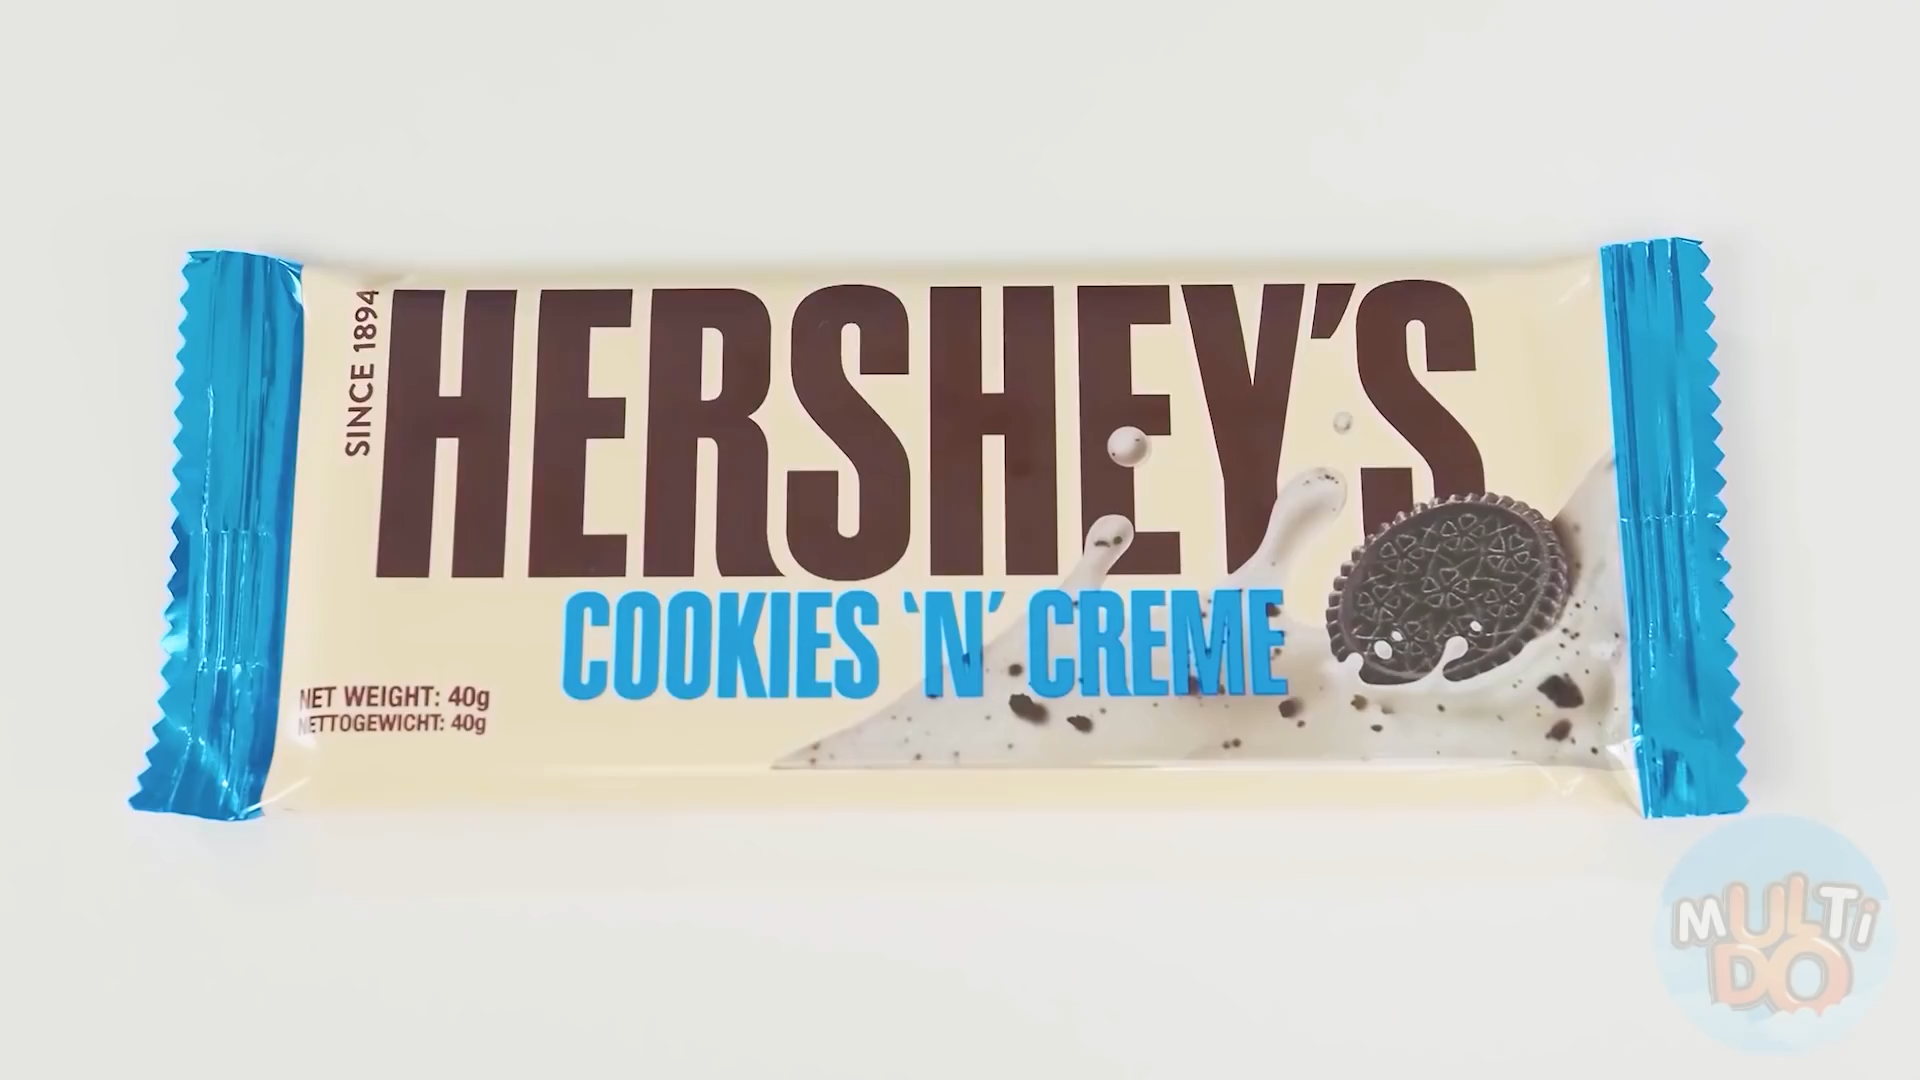 SINCE 1894
HERSHEY'S
COOKIES 'N' CREME
NET WEIGHT: 40g
NETTOGEWICHT: 40g
MULTi
DO